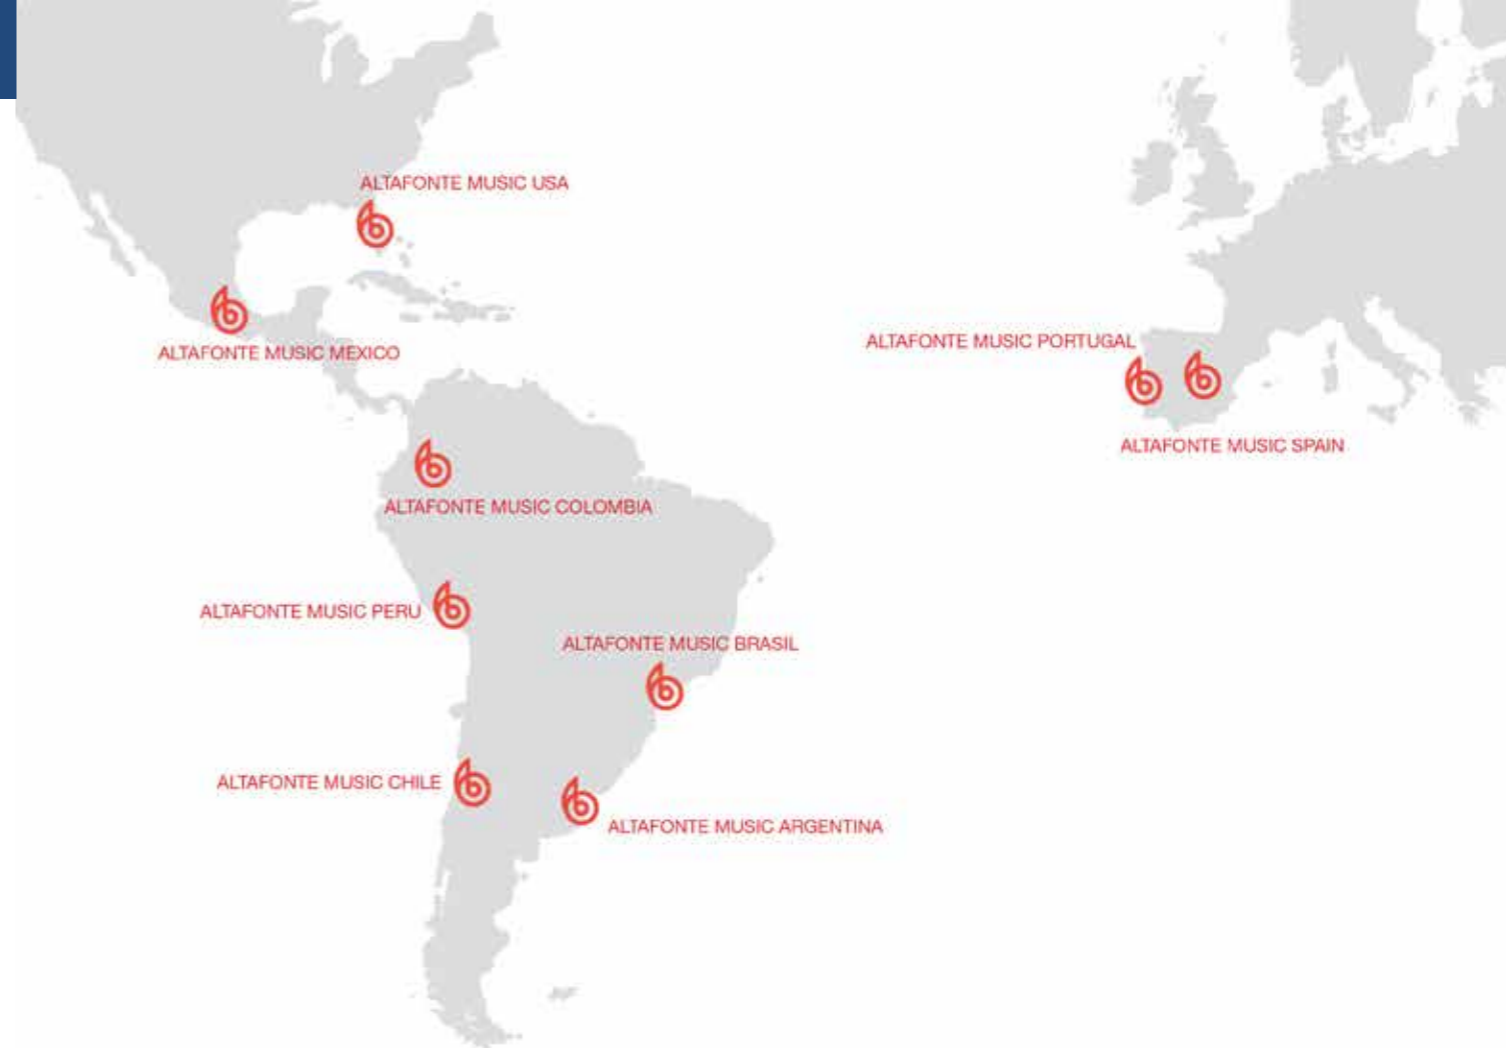 ALTAFONTE MUSIC USA
ALTAFONTE MUSIC PORTUGAL
ALTAFONTE MUSIC MEXICO
ALTAFONTE MUSIC SPAIN
ALTAFONTE MUSIC COLOMBIA
ALTAFONTE MUSIC PERU
ALTAFONTE MUSIC BRASIL
ALTAFONTE MUSIC CHILE
ALTAFONTE MUSIC ARGENTINA